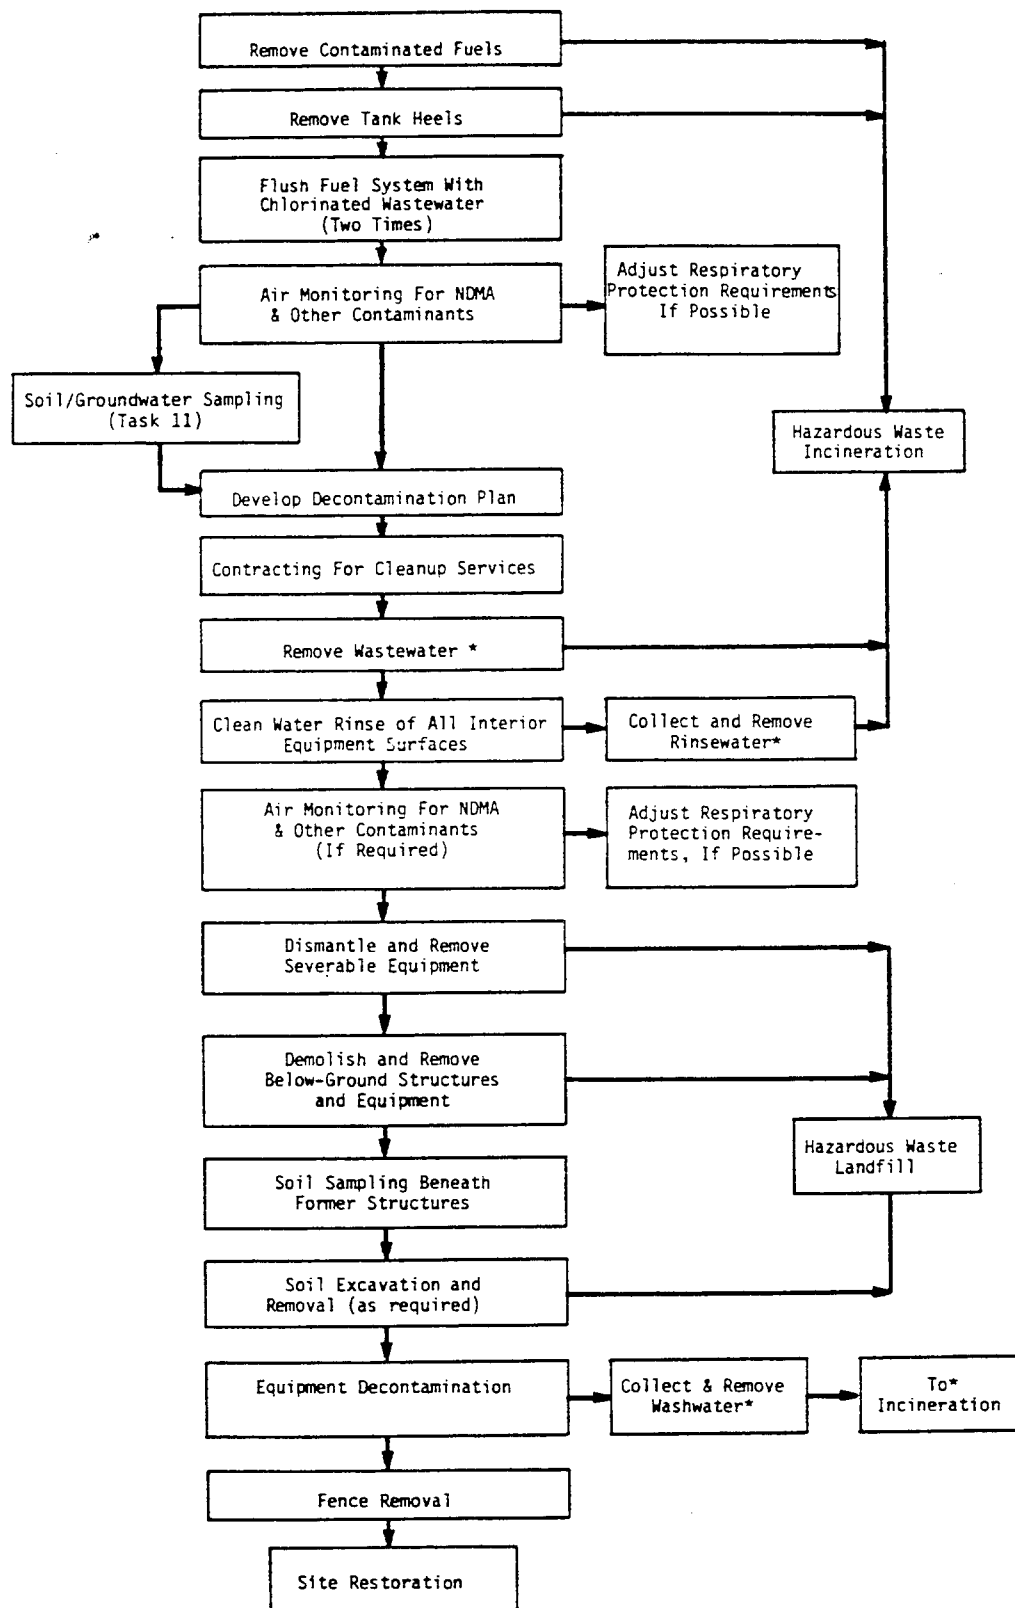 Remove Contaminated Fuels
Remove Tank Heels
Flush Fuel System With
Chlorinated Wastewater
(Two Times)
Air Monitoring For NDMA
& Other Contaminants
Adjust Respiratory
Protection Requirements
If Possible
Soil/Groundwater Sampling
(Task 11)
Hazardous Waste
Incineration
Develop Decontamination Plan
Contracting For Cleanup Services
Remove Wastewater *
Clean Water Rinse of All Interior
Equipment Surfaces
Collect and Remove
Rinsewater*
Air Monitoring For NDMA
& Other Contaminants
(If Required)
Adjust Respiratory
Protection Require-
ments, If Possible
Dismantle and Remove
Severable Equipment
Demolish and Remove
Below-Ground Structures
and Equipment
Hazardous Waste
Landfill
Soil Sampling Beneath
Former Structures
Soil Excavation and
Removal (as required)
Equipment Decontamination
Collect & Remove
Washwater*
To*
Incineration
Fence Removal
Site Restoration